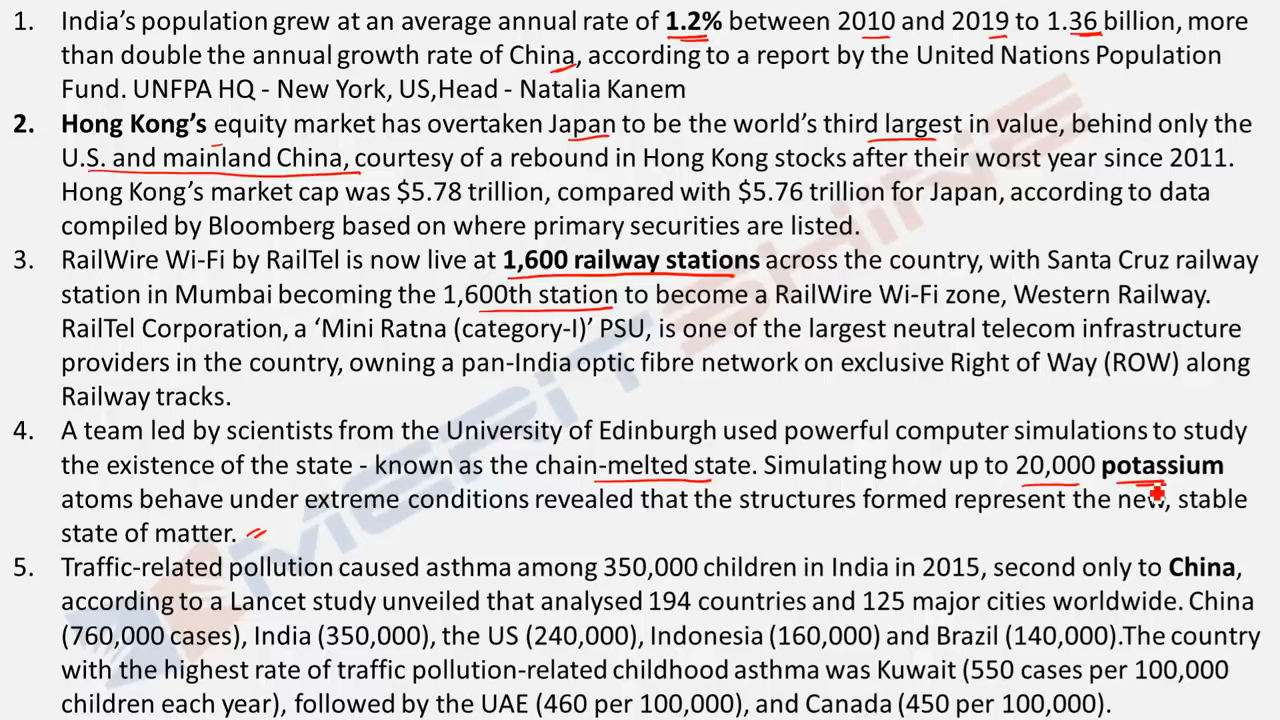 1. India's population grew at an average annual rate of 1.2% between 2010 and 2019 to 1.36 billion, more
than double the annual growth rate of China, according to a report by the United Nations Population
Fund. UNFPA HQ - New York, US,Head - Natalia Kanem
2. Hong Kong's equity market has overtaken Japan to be the world's third largest in value, behind only the
U.S. and mainland China, courtesy of a rebound in Hong Kong stocks after their worst year since 2011.
Hong Kong's market cap was $5.78 trillion, compared with $5.76 trillion for Japan, according to data
compiled by Bloomberg based on where primary securities are listed.
3. RailWire Wi-Fi by RailTel is now live at 1,600 railway stations across the country, with Santa Cruz railway
station in Mumbai becoming the 1,600th station to become a RailWire Wi-Fi zone, Western Railway.
RailTel Corporation, a 'Mini Ratna (category-I)' PSU, is one of the largest neutral telecom infrastructure
providers in the country, owning a pan-India optic fibre network on exclusive Right of Way (ROW) along
Railway tracks.
4. A team led by scientists from the University of Edinburgh used powerful computer simulations to study
the existence of the state - known as the chain-melted state. Simulating how up to 20,000 potassium
atoms behave under extreme conditions revealed that the structures formed represent the new, stable
state of matter.
5. Traffic-related pollution caused asthma among 350,000 children in India in 2015, second only to China,
according to a Lancet study unveiled that analysed 194 countries and 125 major cities worldwide. China
(760,000 cases), India (350,000), the US (240,000), Indonesia (160,000) and Brazil (140,000).The country
with the highest rate of traffic pollution-related childhood asthma was Kuwait (550 cases per 100,000
children each year), followed by the UAE (460 per 100,000), and Canada (450 per 100,000).
MERIT SHINE